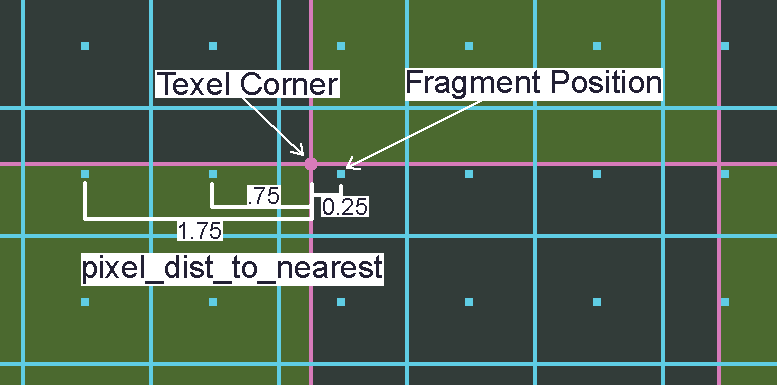 Texel Corner
Fragment Position
.75
0.25
1.75
pixel_dist_to_nearest